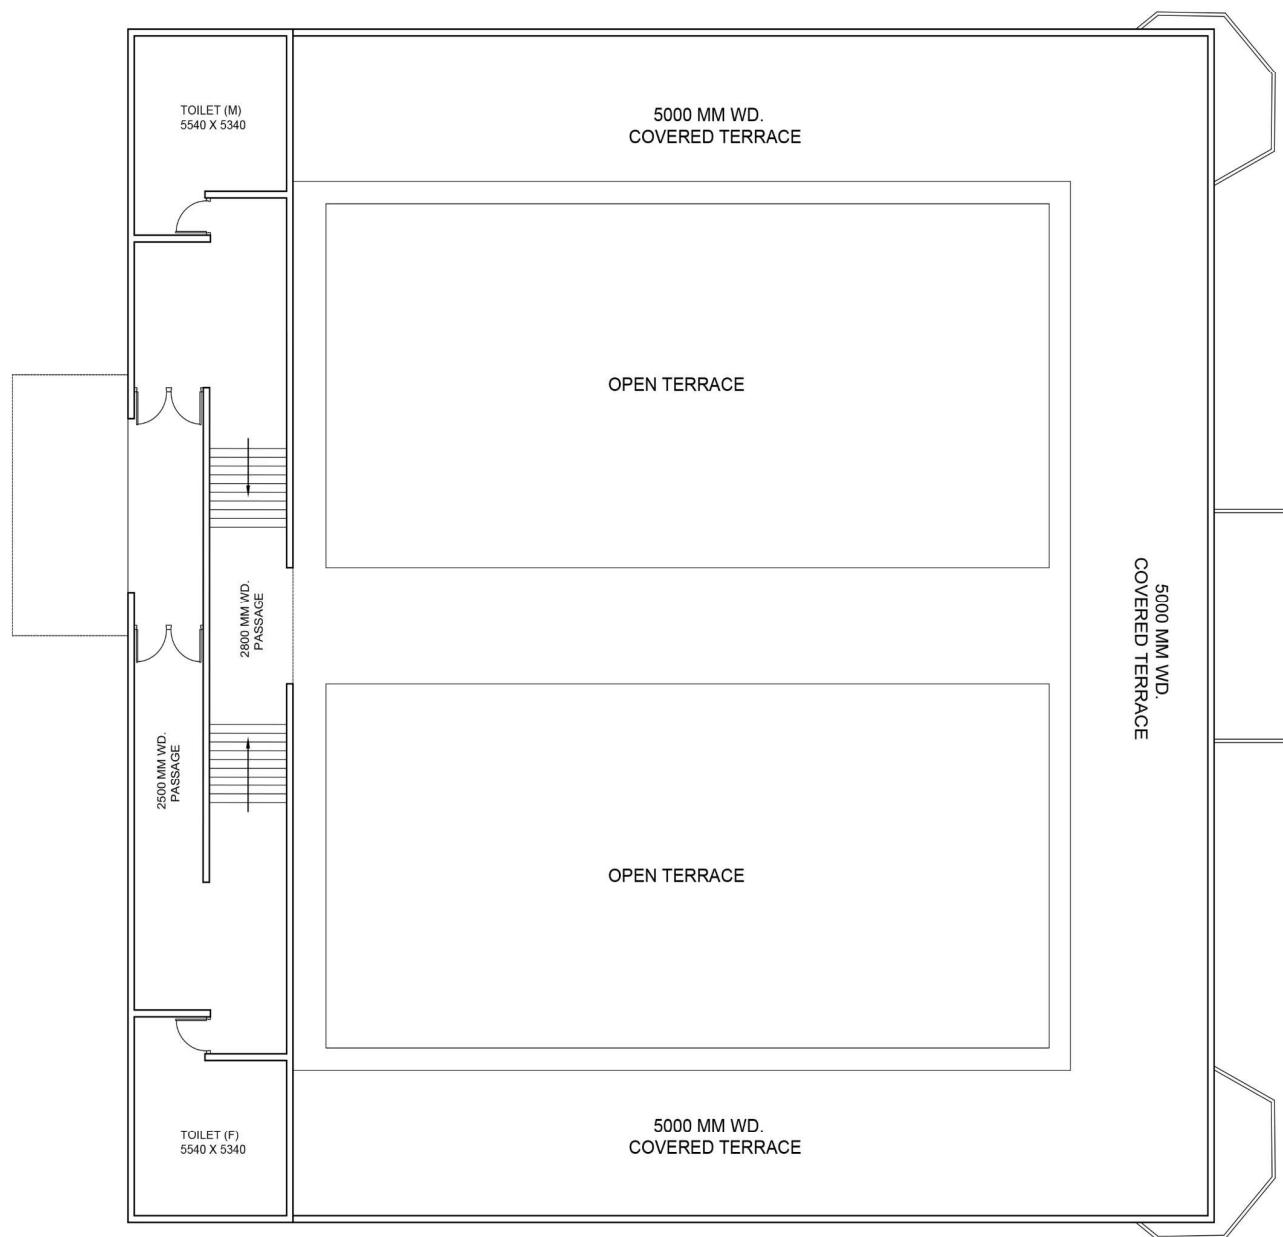 TOILET (M)
5540 X 5340
5000 MM WD.
COVERED TERRACE
OPEN TERRACE
2800 MM WD.
PASSAGE
5000 MM WD.
COVERED TERRACE
2500 MM WD.
PASSAGE
OPEN TERRACE
TOILET (F)
5540 X 5340
5000 MM WD.
COVERED TERRACE